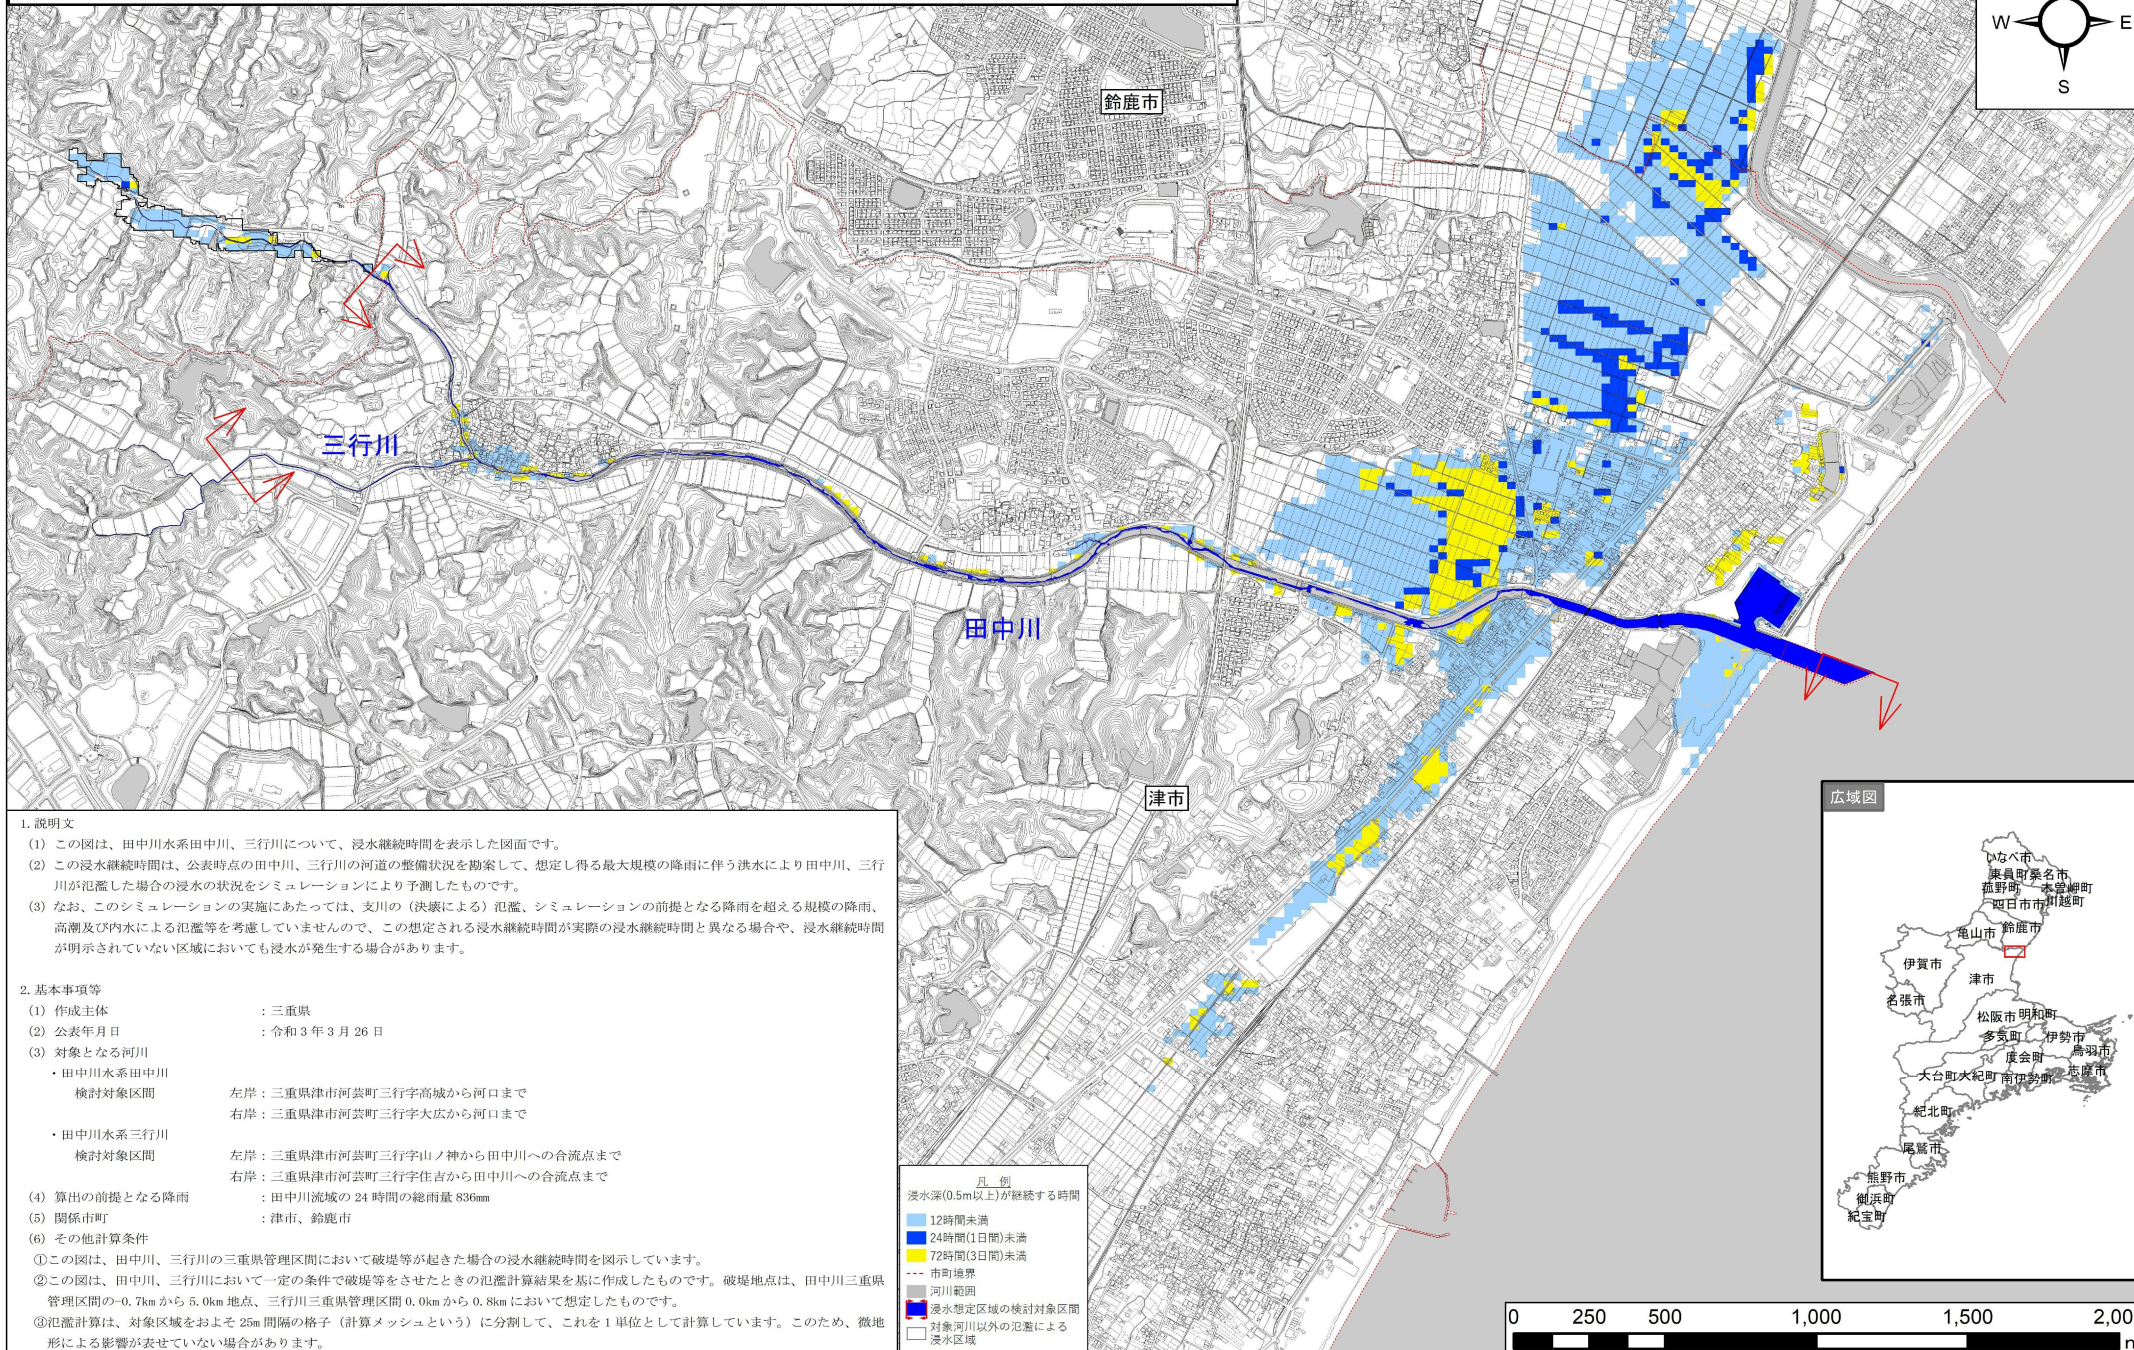 W
E
S
鈴鹿市
三行川
田中川
津市
1. 説明文
(1) この図は、田中川水系田中川、三行川について、浸水継続時間を表示した図面です。
(2) この浸水継続時間は、公表時点の田中川、三行川の河道の整備状況を勘案して、想定し得る最大規模の降雨に伴う洪水により田中川、三行
川が氾濫した場合の浸水の状況をシミュレーションにより予測したものです。
(3) なお、このシミュレーションの実施にあたっては、支川の（決壊による）氾濫、シミュレーションの前提となる降雨を超える規模の降雨、
高潮及び内水による氾濫等を考慮していませんので、この想定される浸水継続時間が実際の浸水継続時間と異なる場合や、浸水継続時間
が明示されていない区域においても浸水が発生する場合があります。
2. 基本事項等
(1) 作成主体 : 三重県
(2) 公表年月日 : 令和 3 年 3 月 26 日
(3) 対象となる河川
・田中川水系田中川
検討対象区間 左岸：三重県津市河芸町三行字高城から河口まで
右岸：三重県津市河芸町三行字大広から河口まで
・田中川水系三行川
検討対象区間 左岸：三重県津市河芸町三行字山ノ神から田中川への合流点まで
右岸：三重県津市河芸町三行字住吉から田中川への合流点まで
(4) 算出の前提となる降雨 : 田中川流域の 24 時間の総雨量 836mm
(5) 関係市町 : 津市、鈴鹿市
(6) その他計算条件
①この図は、田中川、三行川の三重県管理区間において破堤等が起きた場合の浸水継続時間を図示しています。
②この図は、田中川、三行川において一定の条件で破堤等をさせたときの氾濫計算結果を基に作成したものです。破堤地点は、田中川三重県
管理区間の-0.7km から 5.0km 地点、三行川三重県管理区間 0.0km から 0.8km において想定したものです。
③氾濫計算は、対象区域をおよそ 25m 間隔の格子（計算メッシュという）に分割して、これを 1 単位として計算しています。このため、微地
形による影響が表せていない場合があります。
凡 例
浸水深(0.5m以上)が継続する時間
12時間未満
24時間(1日間)未満
72時間(3日間)未満
市町境界
河川範囲
浸水想定区域の検討対象区間
対象河川以外の氾濫による
浸水区域
広域図
いなべ市
東員町桑名市
菰野町 木曽岬町
四日市市川越町
亀山市 鈴鹿市
伊賀市
津市
名張市
松阪市 明和町
多気町 伊勢市
度会町 鳥羽市
大台町大紀町 南伊勢町 志摩市
紀北町
尾鷲市
熊野市
御浜町
紀宝町
0 250 500 1,000 1,500 2,00